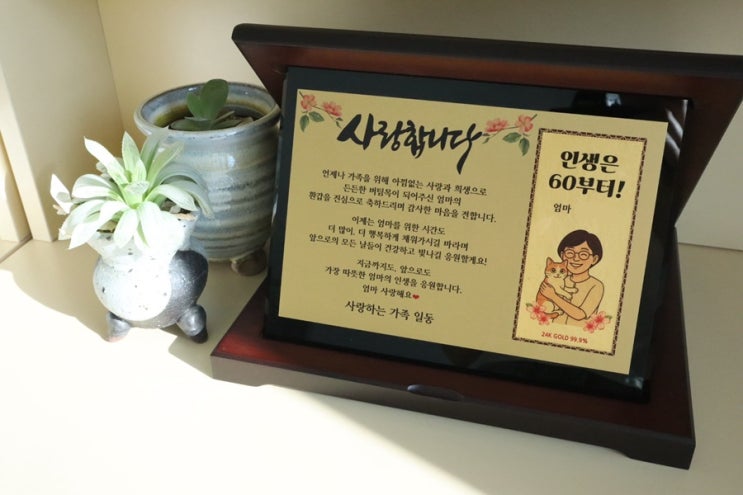 사랑합니다
언제나 가족을 위해 아낌없는 사랑과 희생으로
든든한 버팀목이 되어주신 엄마의
환갑을 진심으로 축하드리며 감사한 마음을 전합니다.
이제는 엄마를 위한 시간도
더 많이, 더 행복하게 채워가시길 바라며
앞으로의 모든 날들이 건강하고 빛나길 응원할게요!
지금까지도, 앞으로도
가장 따뜻한 엄마의 인생을 응원합니다.
엄마 사랑해요❤
사랑하는 가족 일동
인생은
60부터!
엄마
24K GOLD 99.9%